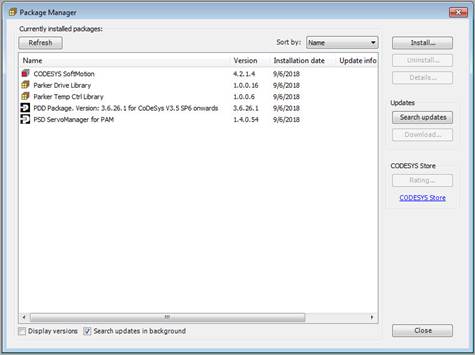 Package Manager
Currently installed packages:
Refresh Sort by: Name Install...
Name Version Installation date Update info Uninstall...
CODESYS SoftMotion 4.2.1.4 9/6/2018 Details...
Parker Drive Library 1.0.0.16 9/6/2018
Parker Temp Ctrl Library 1.0.0.6 9/6/2018
PDD Package. Version: 3.6.26.1 for CoDeSys V3.5 SP6 onwards 3.6.26.1 9/6/2018 Updates
PSD ServoManager for PAM 1.4.0.54 9/6/2018 Search updates
Download...
CODESYS Store
Rating...
CODESYS Store
Display versions Search updates in background Close